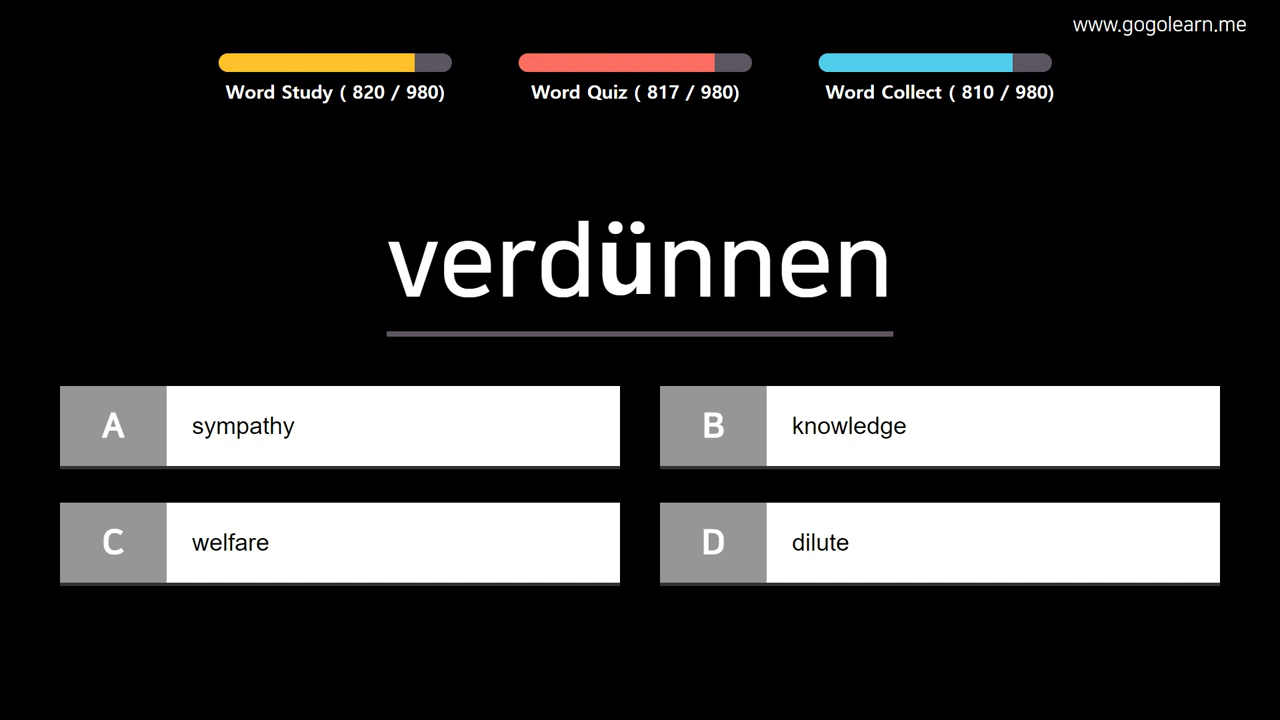 www.gogolearn.me
Word Study ( 820 / 980)
Word Quiz ( 817 / 980)
Word Collect ( 810 / 980)
verdünnen
A sympathy
B knowledge
C welfare
D dilute